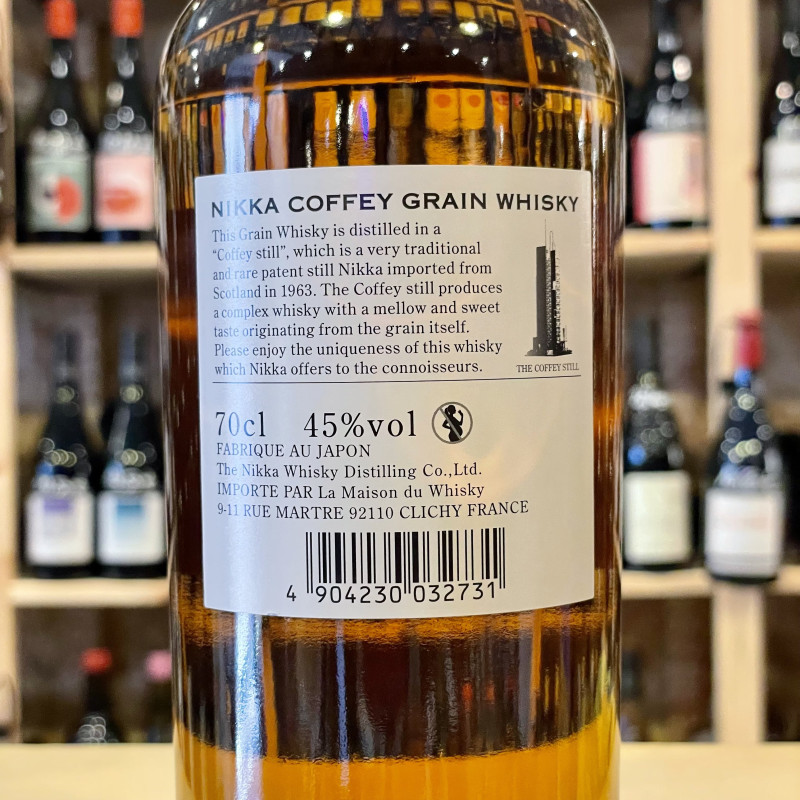 NIKKA COFFEY GRAIN WHISKY
This Grain Whisky is distilled in a
“Coffey still”, which is a very traditional
and rare patent still Nikka imported from
Scotland in 1963. The Coffey still produces
a complex whisky with a mellow and sweet
taste originating from the grain itself.
Please enjoy the uniqueness of this whisky
which Nikka offers to the connoisseurs.
THE COFFEY STILL
70cl 45%vol
FABRIQUE AU JAPON
The Nikka Whisky Distilling Co.,Ltd.
IMPORTE PAR La Maison du Whisky
9-11 RUE MARTRE 92110 CLICHY FRANCE
4 904230 032731